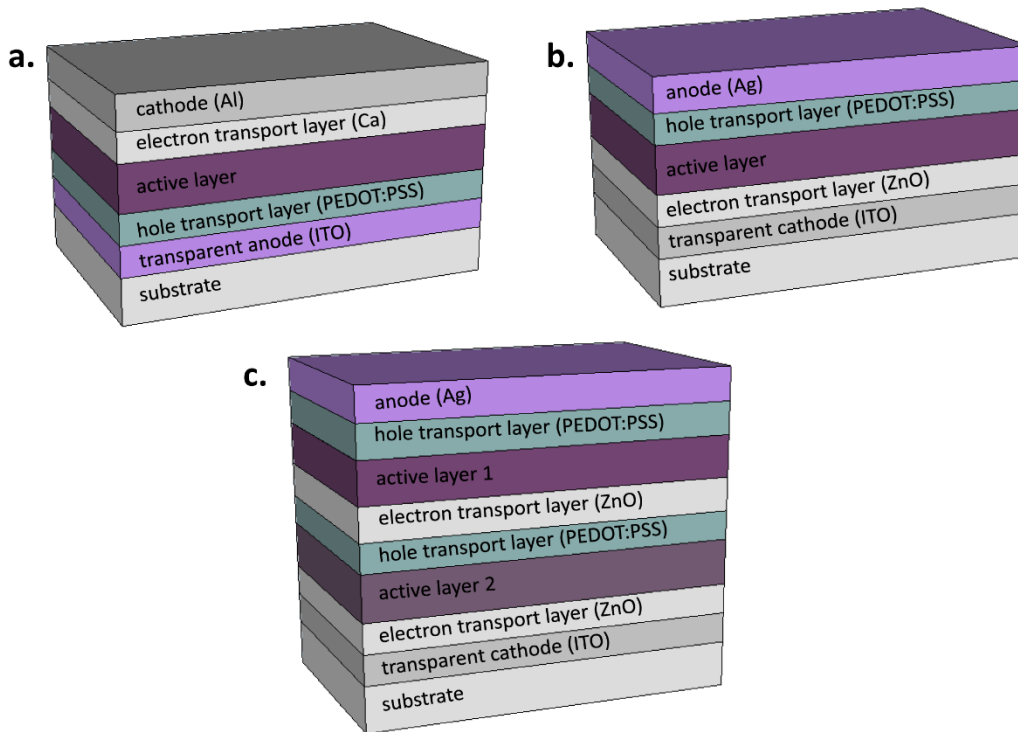 a.
cathode (Al)
electron transport layer (Ca)
active layer
hole transport layer (PEDOT:PSS)
transparent anode (ITO)
substrate
b.
anode (Ag)
hole transport layer (PEDOT:PSS)
active layer
electron transport layer (ZnO)
transparent cathode (ITO)
substrate
c.
anode (Ag)
hole transport layer (PEDOT:PSS)
active layer 1
electron transport layer (ZnO)
hole transport layer (PEDOT:PSS)
active layer 2
electron transport layer (ZnO)
transparent cathode (ITO)
substrate